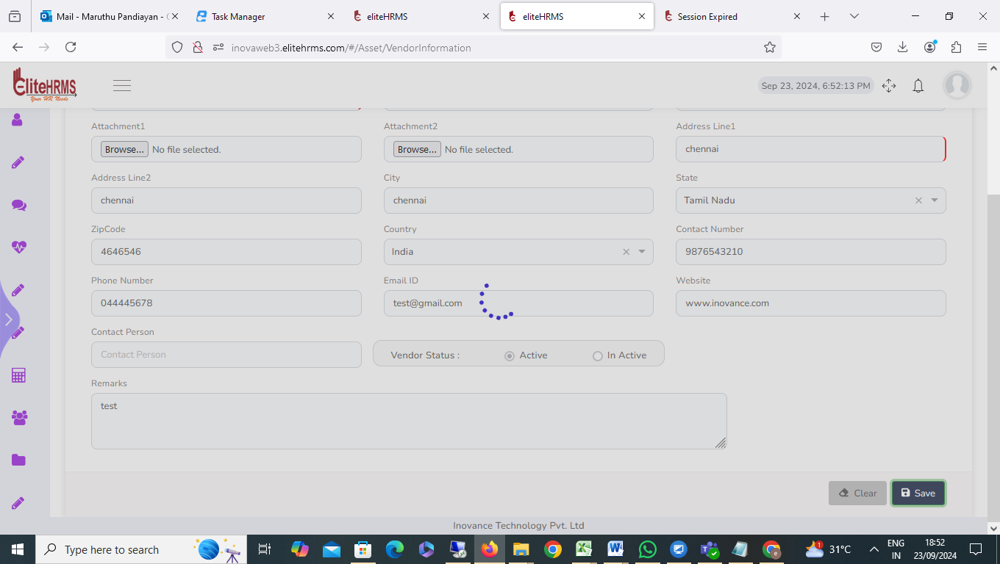 Mail - Maruthu Pandiayan - O
Task Manager
eliteHRMS
eliteHRMS
Session Expired
inovaweb3.elitehrms.com/#/Asset/VendorInformation
EliteHRMS
Your HR Needs
Sep 23, 2024, 6:52:13 PM
Attachment1 Attachment2 Address Line1
Browse... No file selected. Browse... No file selected. chennai
Address Line2 City State
chennai chennai Tamil Nadu
ZipCode Country Contact Number
4646546 India 9876543210
Phone Number Email ID Website
044445678 test@gmail.com www.inovance.com
Contact Person
Contact Person Vendor Status : Active In Active
Remarks
test
Clear Save
Inovance Technology Pvt. Ltd
Type here to search
31°C
ENG
IN
18:52
23/09/2024